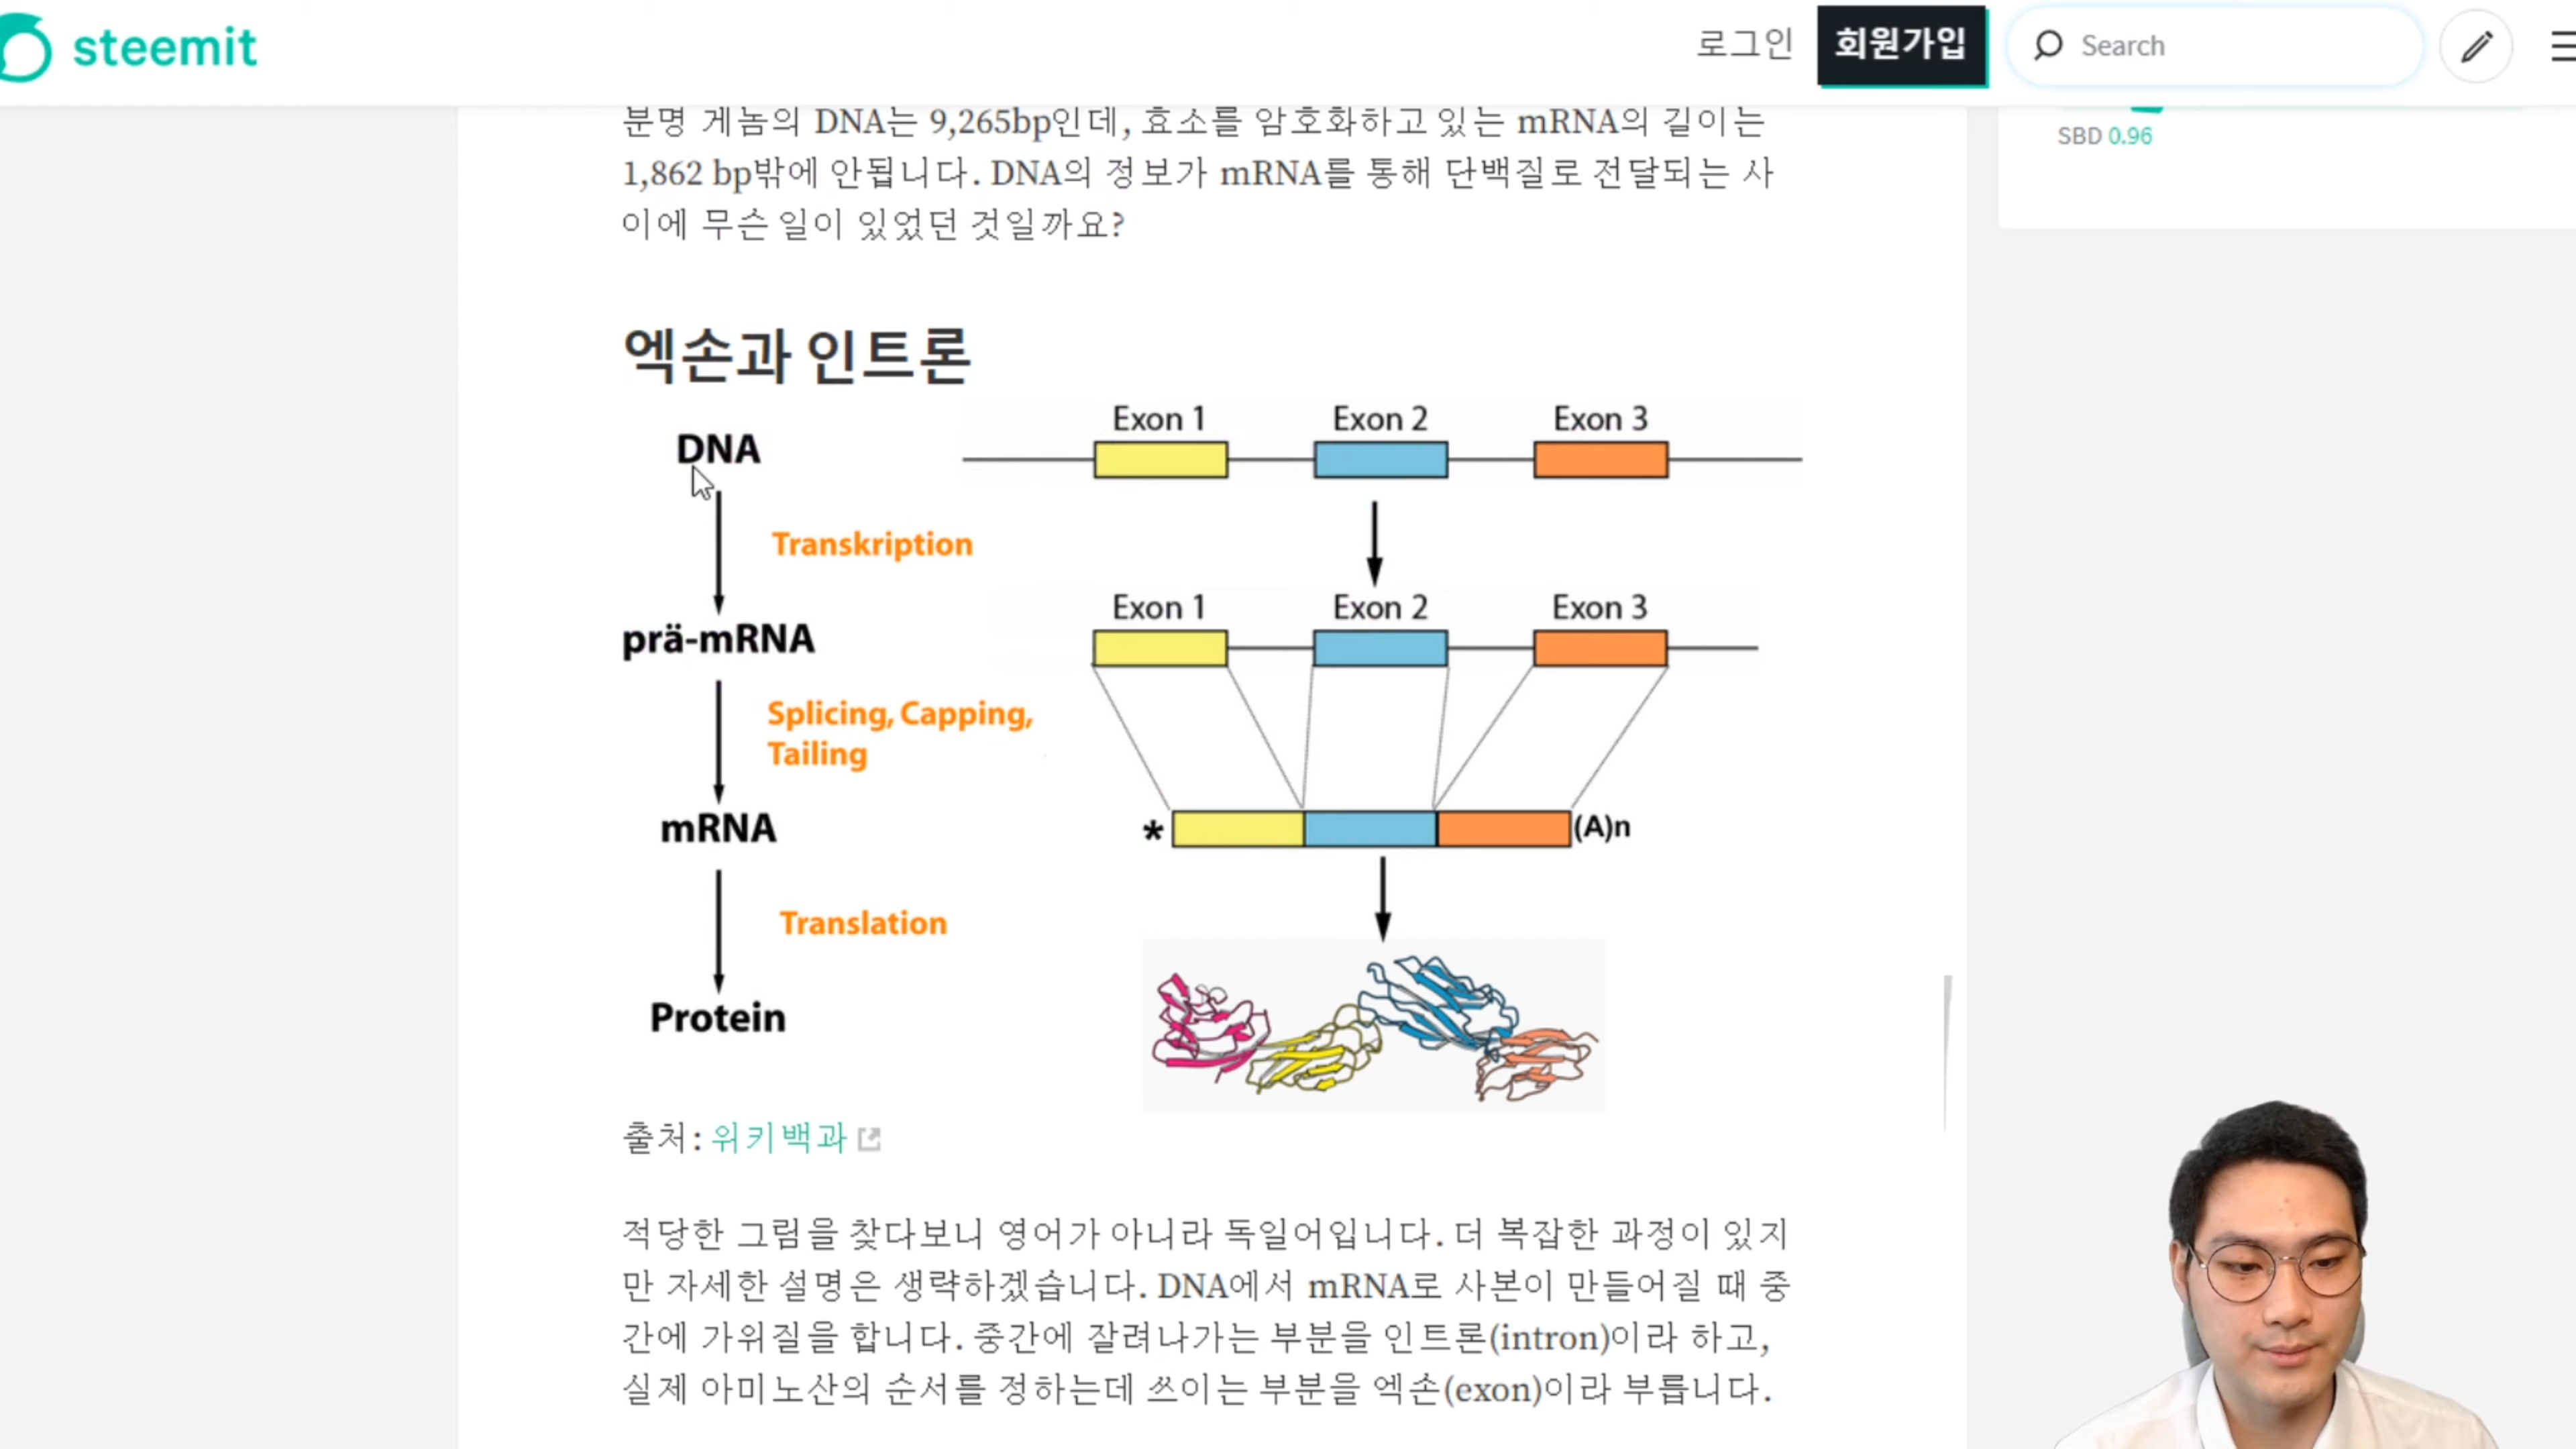 steemit
로그인
회원가입
Search
분명 게놈의 DNA는 9,265bp인데, 효소를 암호화하고 있는 mRNA의 길이는
1,862 bp밖에 안됩니다. DNA의 정보가 mRNA를 통해 단백질로 전달되는 사
이에 무슨 일이 있었던 것일까요?
SBD 0.96
엑손과 인트론
DNA
Exon 1
Exon 2
Exon 3
Transkription
prä-mRNA
Exon 1
Exon 2
Exon 3
Splicing, Capping,
Tailing
mRNA
* (A)n
Translation
Protein
출처: 위키백과
적당한 그림을 찾다보니 영어가 아니라 독일어입니다. 더 복잡한 과정이 있지
만 자세한 설명은 생략하겠습니다. DNA에서 mRNA로 사본이 만들어질 때 중
간에 가위질을 합니다. 중간에 잘려나가는 부분을 인트론(intron)이라 하고,
실제 아미노산의 순서를 정하는데 쓰이는 부분을 엑손(exon)이라 부릅니다.